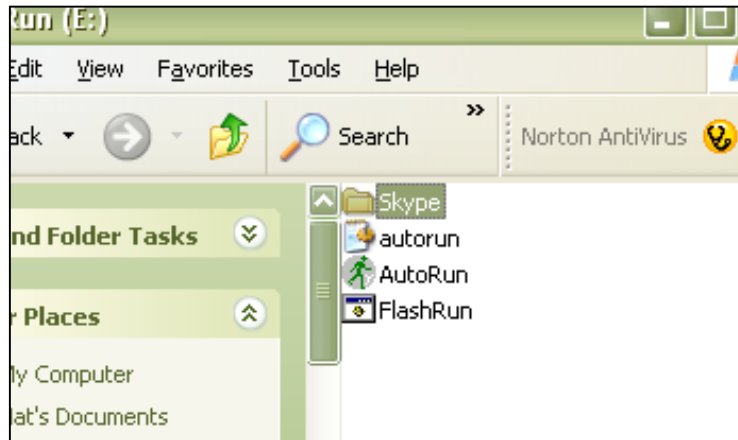 Run (E:)
Edit View Favorites Tools Help
ack Search » Norton AntiVirus
nd Folder Tasks
r Places
My Computer
lat's Documents
Skype
autorun
AutoRun
FlashRun